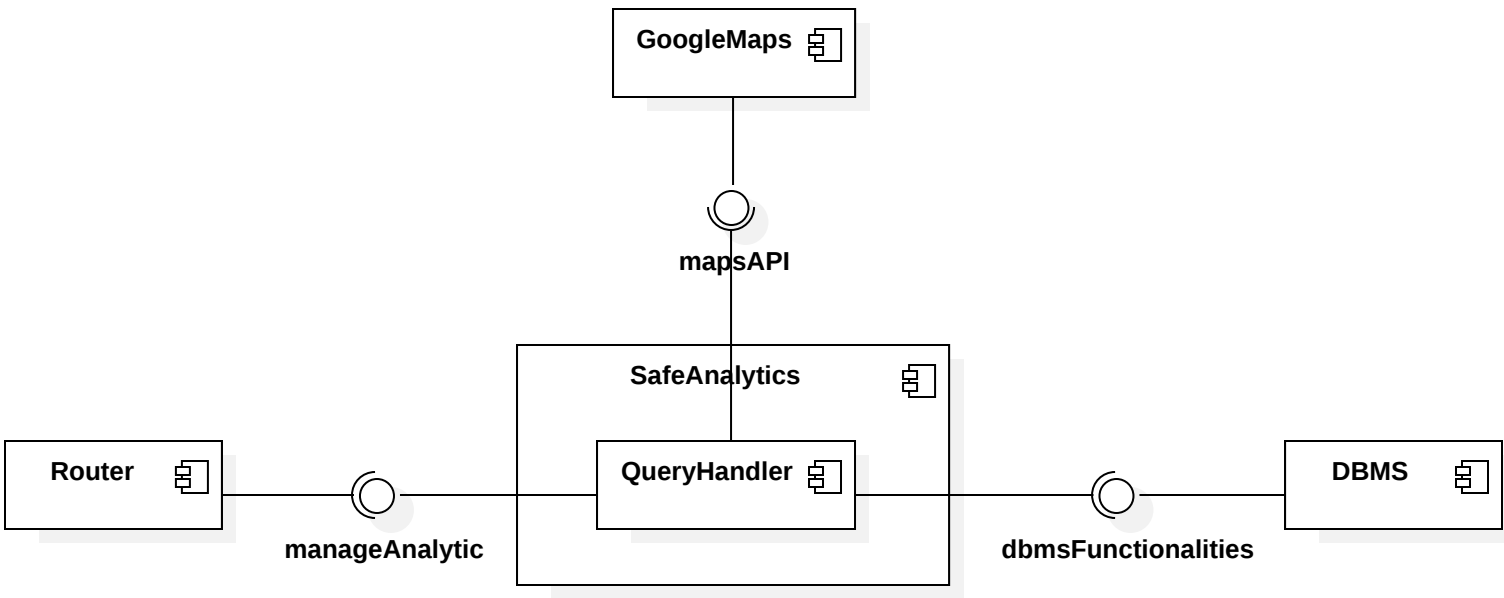 GoogleMaps
mapsAPI
SafeAnalytics
Router
QueryHandler
DBMS
manageAnalytic
dbmsFunctionalities